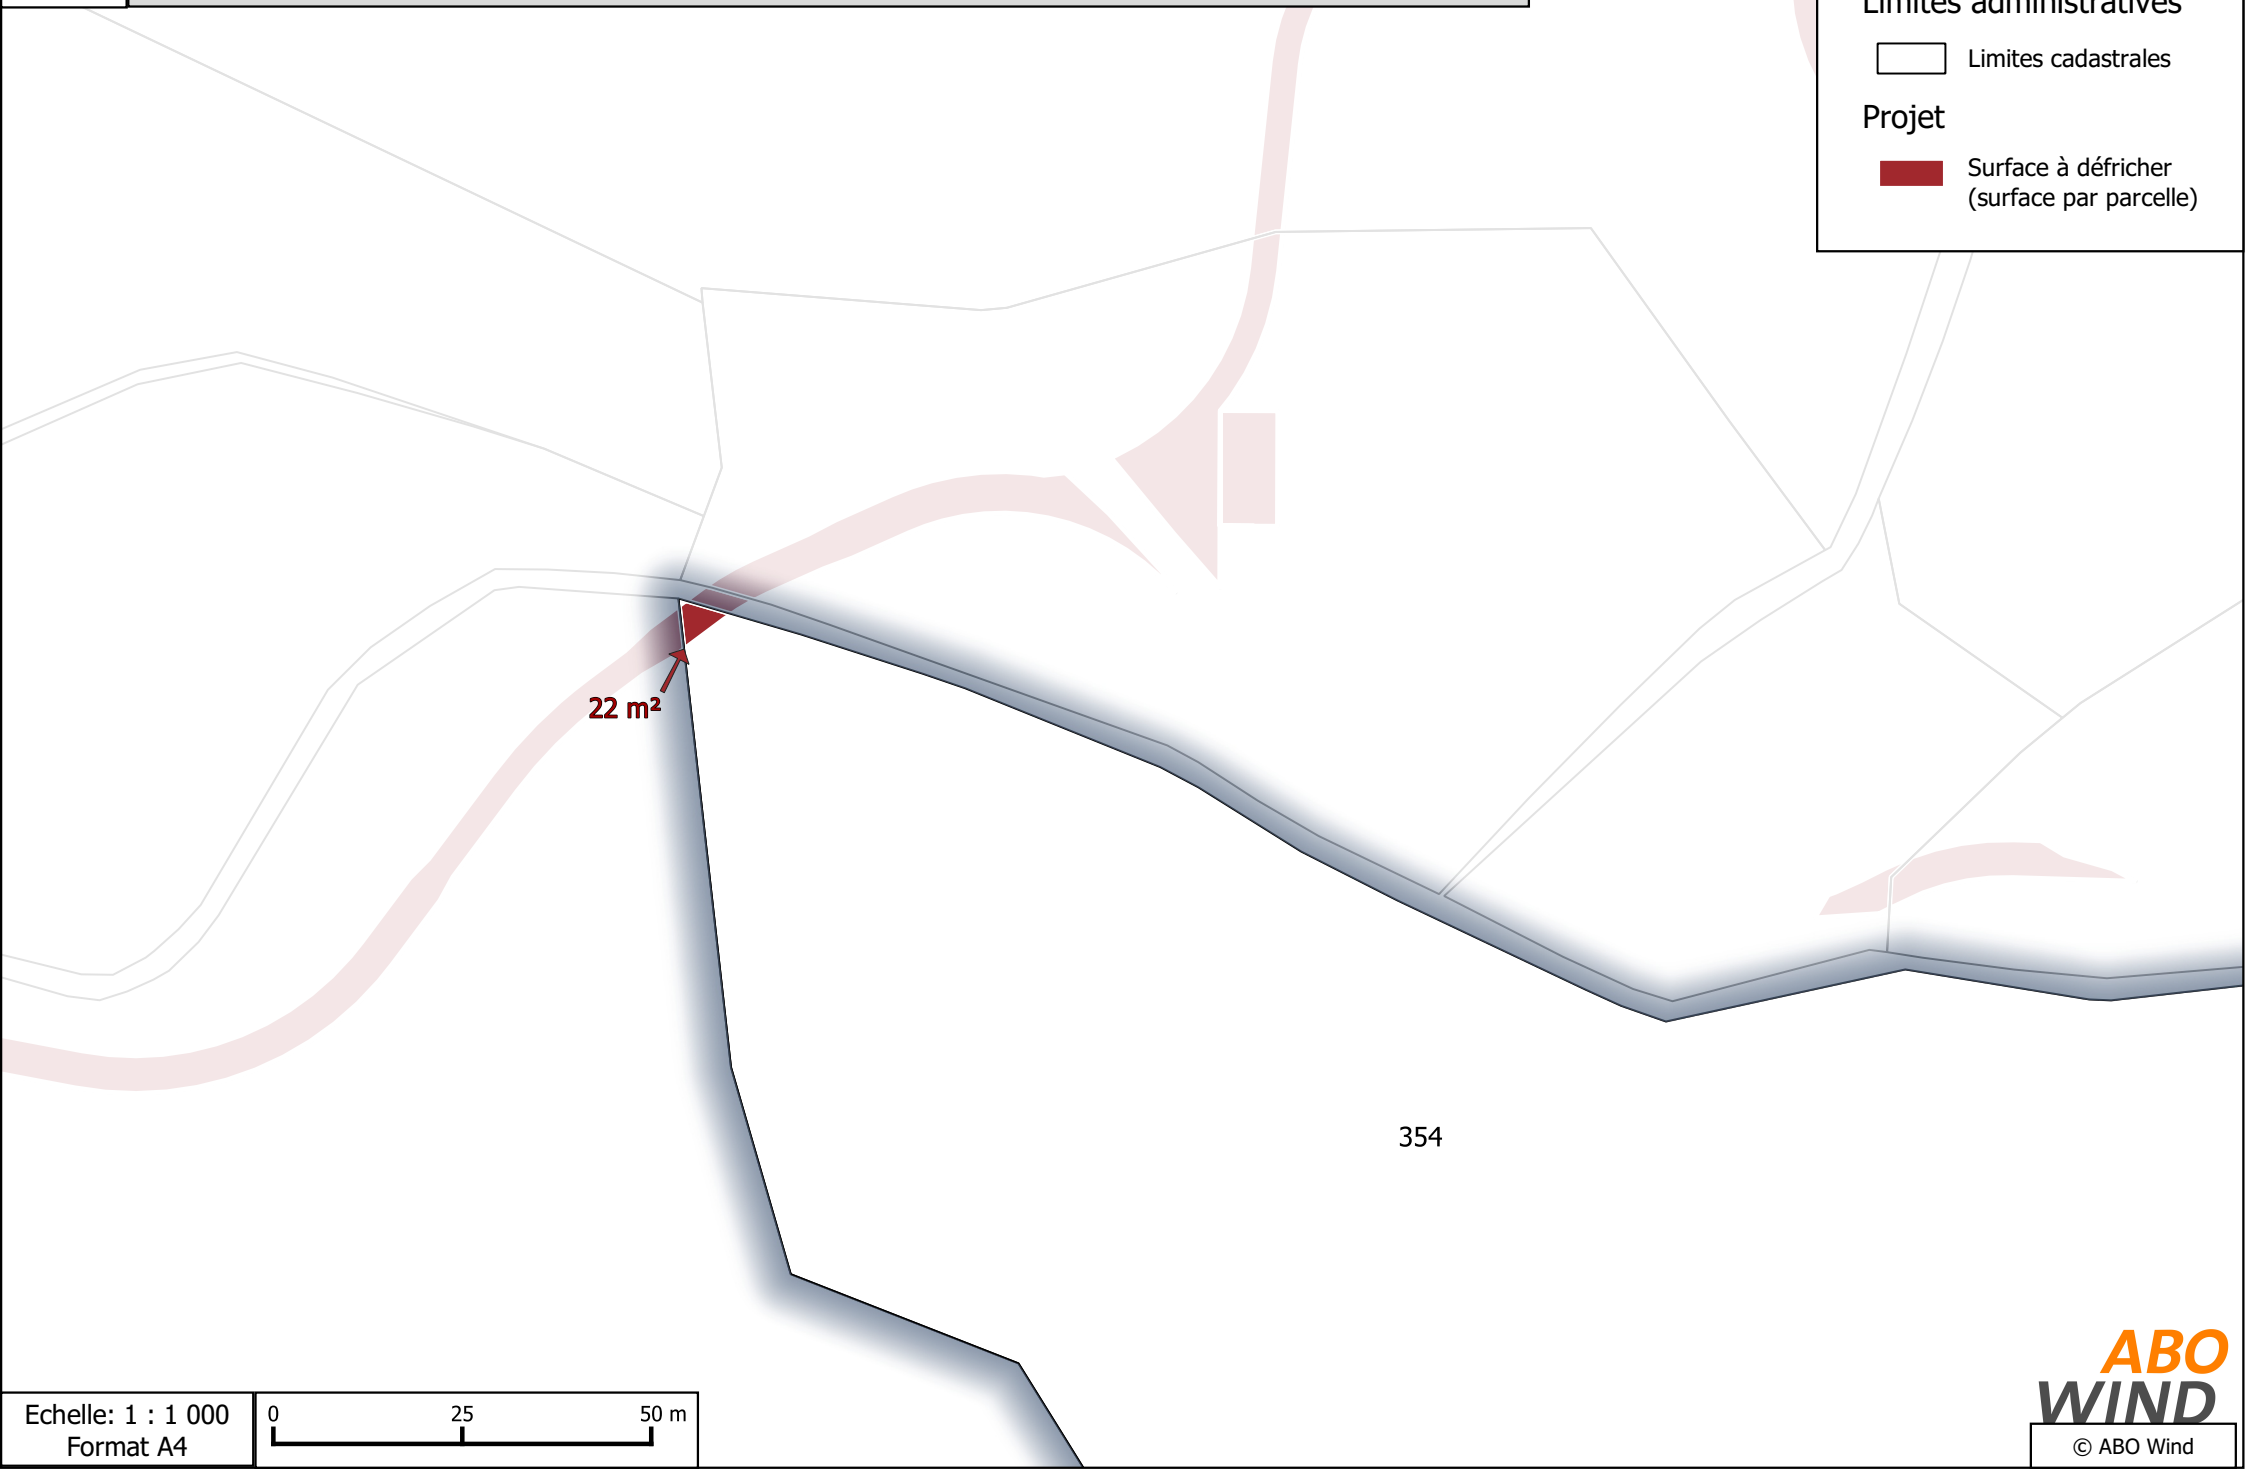 Limites administratives
Limites cadastrales
Projet
Surface à défricher
(surface par parcelle)
22 m²
354
ABO
WIND
© ABO Wind
Echelle: 1 : 1 000
Format A4
0 25 50 m